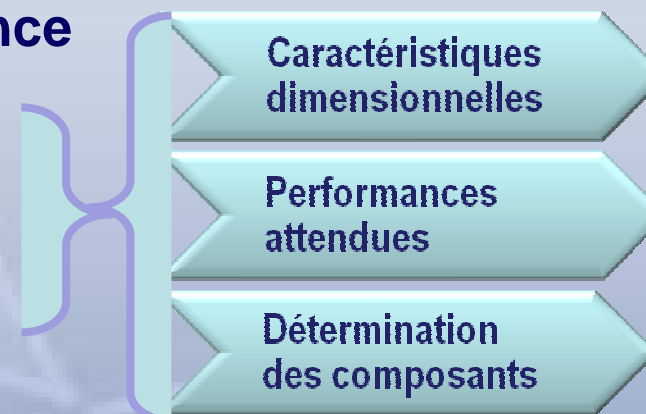 nce
Caractéristiques
dimensionnelles
Performances
attendues
Détermination
des composants